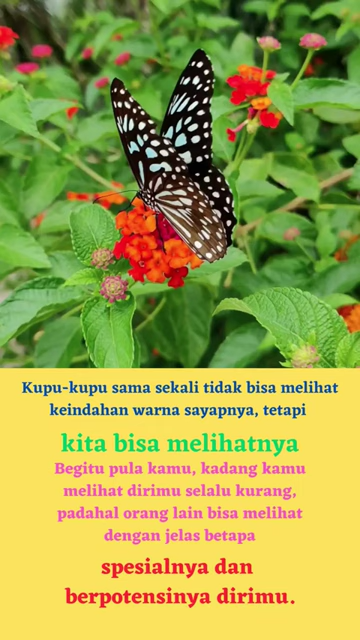 Kupu-kupu sama sekali tidak bisa melihat
keindahan warna sayapnya, tetapi
kita bisa melihatnya
Begitu pula kamu, kadang kamu
melihat dirimu selalu kurang,
padahal orang lain bisa melihat
dengan jelas betapa
spesialnya dan
berpotensinya dirimu.